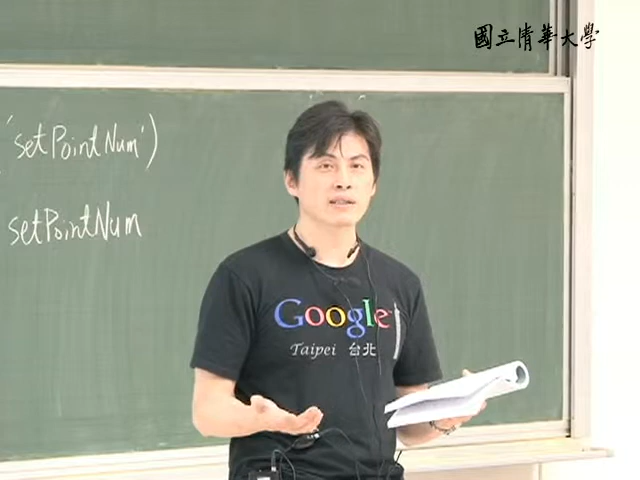 國立清華大學
'setPointNum')
setPointNum
Google
Taipei 台北